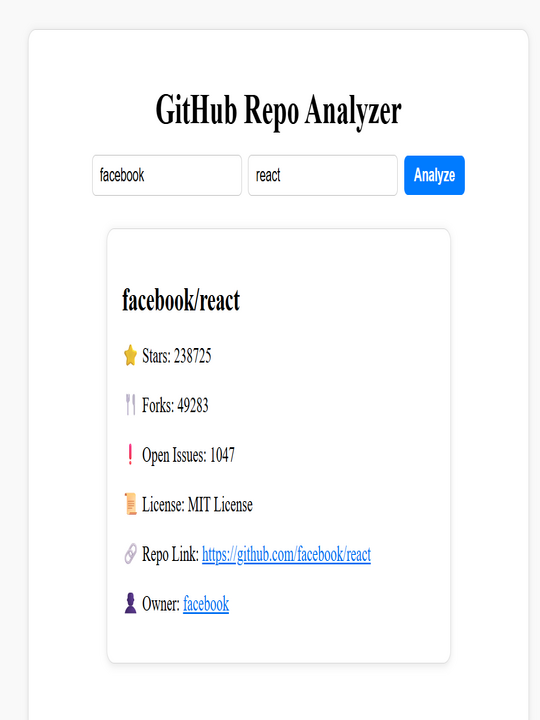 GitHub Repo Analyzer
facebook react Analyze
facebook/react
⭐ Stars: 238725
🍴 Forks: 49283
❗ Open Issues: 1047
📜 License: MIT License
🔗 Repo Link: https://github.com/facebook/react
👤 Owner: facebook